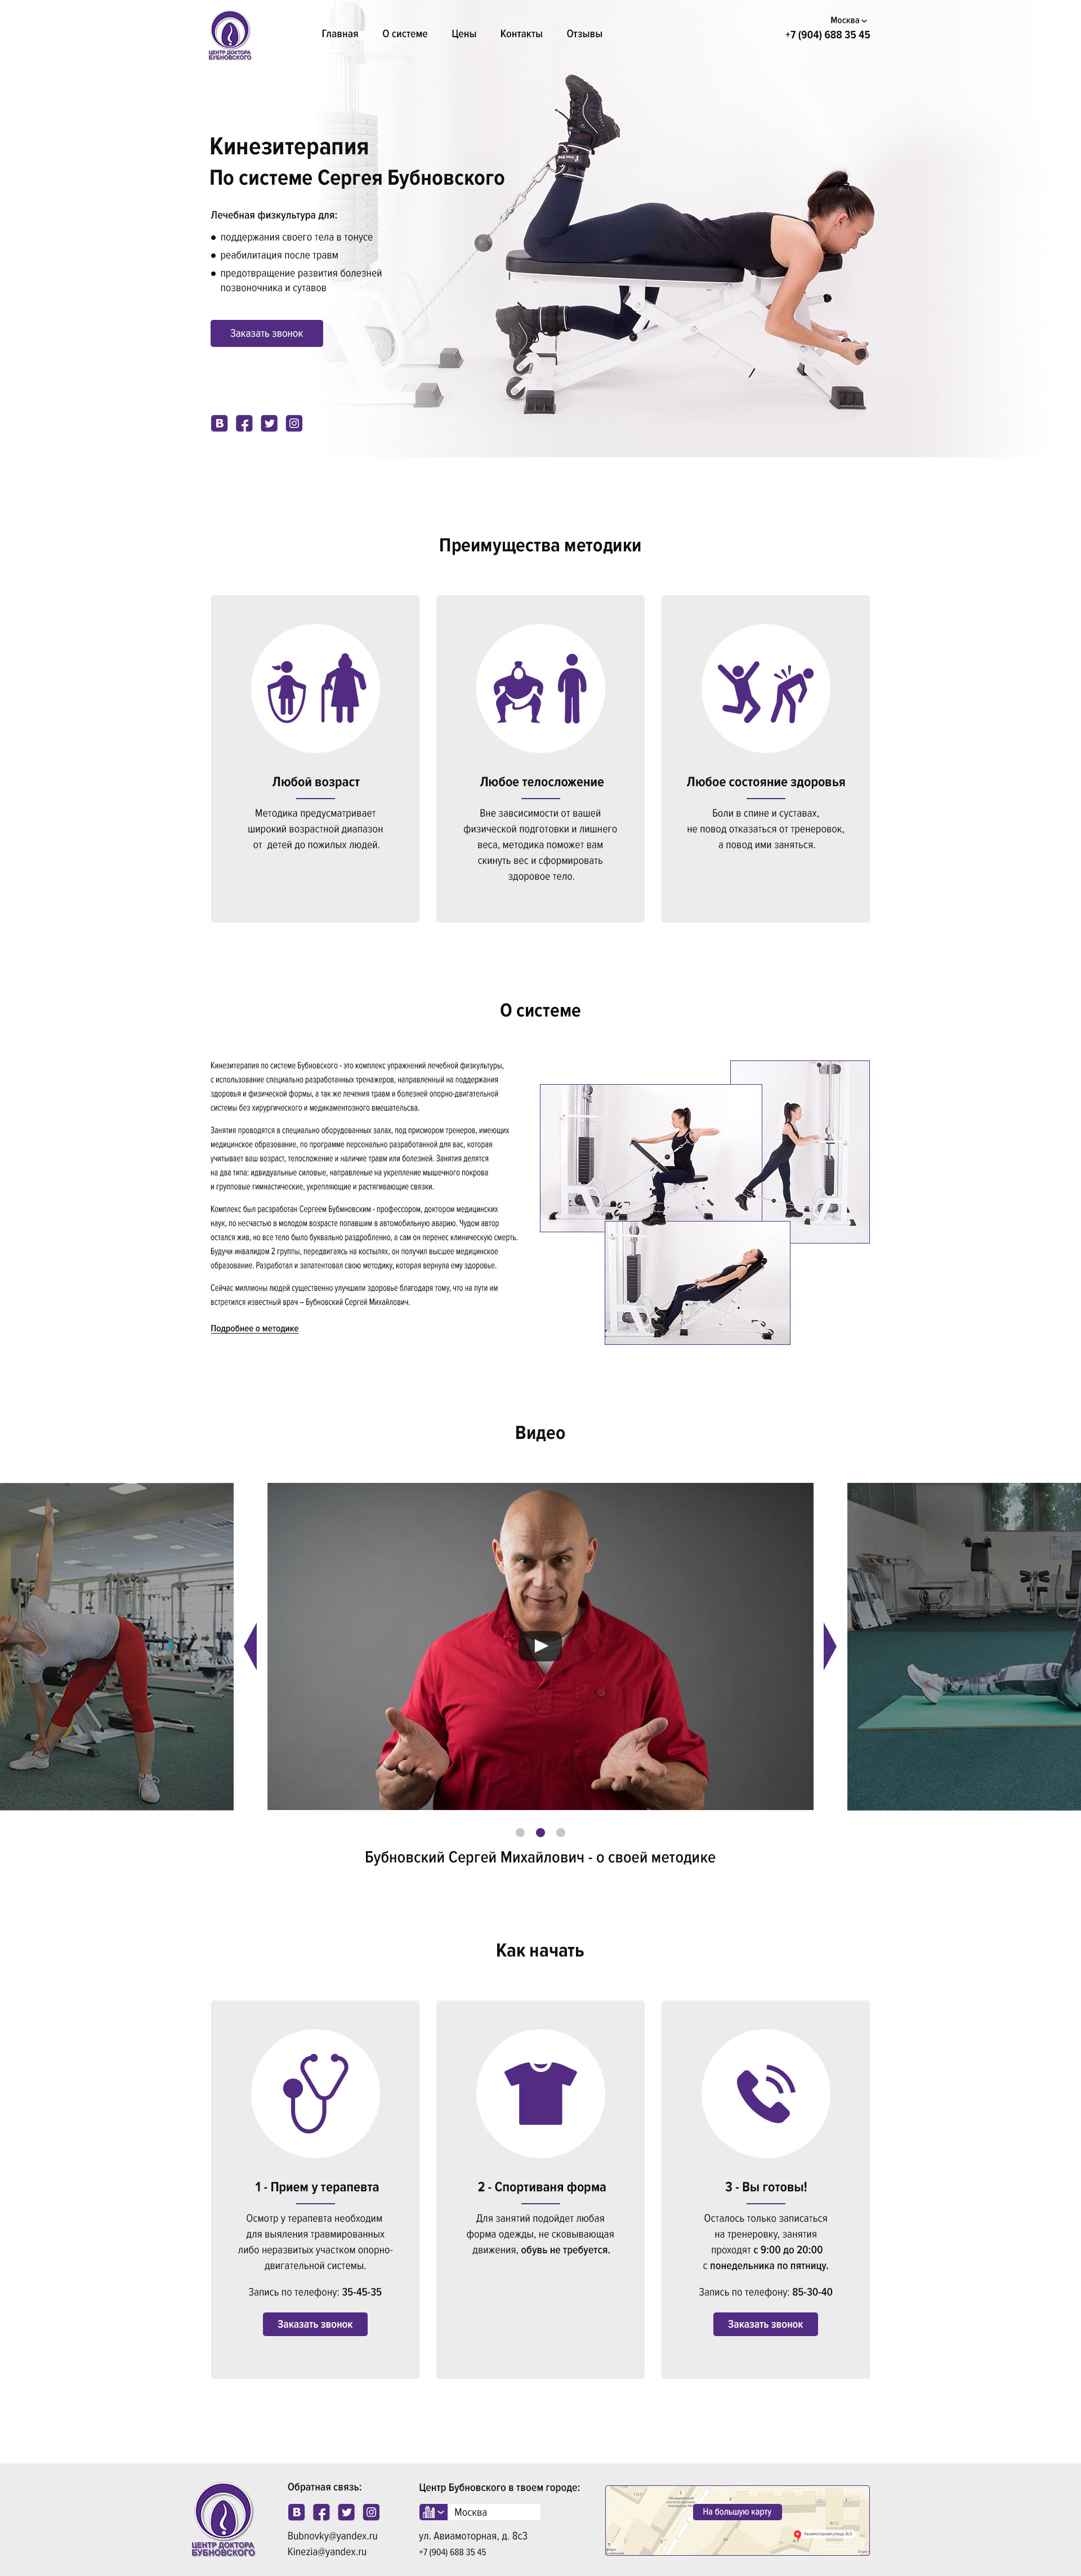 ЦЕНТР ДОКТОРА
БУБНОВСКОГО
Главная
О системе
Цены
Контакты
Отзывы
Москва
+7 (904) 688 35 45
Кинезитерапия
По системе Сергея Бубновского
Лечебная физкультура для:
поддержания своего тела в тонусе
реабилитация после травм
предотвращение развития болезней
позвоночника и сутавов
Заказать звонок
Преимущества методики
Любой возраст
Методика предусматривает
широкий возрастной диапазон
от детей до пожилых людей.
Любое телосложение
Вне завсисимости от вашей
физической подготовки и лишнего
веса, методика поможет вам
скинуть вес и сформировать
здоровое тело.
Любое состояние здоровья
Боли в спине и суставах,
не повод отказаться от тренеровок,
а повод ими заняться.
О системе
Кинезитерапия по системе Бубновского - это комплекс упражнений лечебной физкультуры,
с использование специально разработанных тренажеров, направленный на поддержания
здоровья и физической формы, а так же лечения травм и болезней опорно-двигательной
системы без хирургического и медикаментозного вмешательсва.
Занятия проводятся в специально оборудованных залах, под присмором тренеров, имеющих
медицинское образование, по программе персонально разработанной для вас, которая
учитывает ваш возраст, телосложение и наличие травм или болезней. Занятия делятся
на два типа: идвидуальные силовые, направленые на укрепление мышечного покрова
и групповые гимнастические, укрепляющие и растягивающие связки.
Комплекс был расзработан Сергеем Бубмновским - профессором, доктором медицинских
наук, по несчастью в молодом возрасте попавшим в автомобильную аварию. Чудом автор
остался жив, но все тело было буквально раздробленно, а сам он перенес клиническую смерть.
Будучи инвалидом 2 группы, передвигаясь на костылях, он получил высшее медицинское
образование. Разработал и запатентовал свою методику, которая вернула ему здоровье.
Сейчас миллионы людей существенно улучшили здоровье благодаря тому, что на пути им
встретился известный врач – Бубновский Сергей Михайлович.
Подробнее о методике
Видео
Бубновский Сергей Михайлович - о своей методике
Как начать
1 - Прием у терапевта
Осмотр у терапевта необходим
для выяления травмированных
либо неразвитых участком опорно-
двигательной системы.
Запись по телефону: 35-45-35
Заказать звонок
2 - Спортиваня форма
Для занятий подойдет любая
форма одежды, не сковывающая
движения, обувь не требуется.
3 - Вы готовы!
Осталось только записаться
на тренеровку, занятия
проходят с 9:00 до 20:00
с понедельника по пятницу.
Запись по телефону: 85-30-40
Заказать звонок
ЦЕНТР ДОКТОРА
БУБНОВСКОГО
Обратная связь:
Bubnovky@yandex.ru
Kinezia@yandex.ru
Центр Бубновского в твоем городе:
Москва
ул. Авиамоторная, д. 8с3
+7 (904) 688 35 45
На большую карту
Авиамоторная улица, 8с3